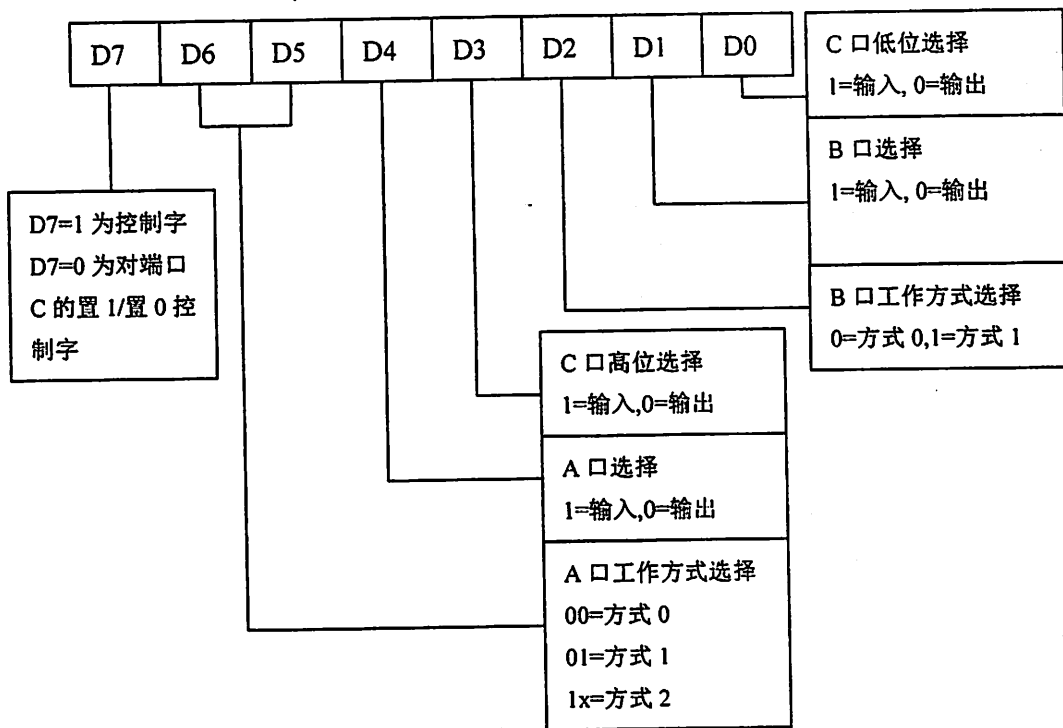 D7 D6 D5 D4 D3 D2 D1 D0
C 口低位选择
1=输入, 0=输出
B 口选择
1=输入, 0=输出
B 口工作方式选择
0=方式 0,1=方式 1
D7=1 为控制字
D7=0 为对端口
C 的置 1/置 0 控
制字
C 口高位选择
1=输入,0=输出
A 口选择
1=输入,0=输出
A 口工作方式选择
00=方式 0
01=方式 1
1x=方式 2